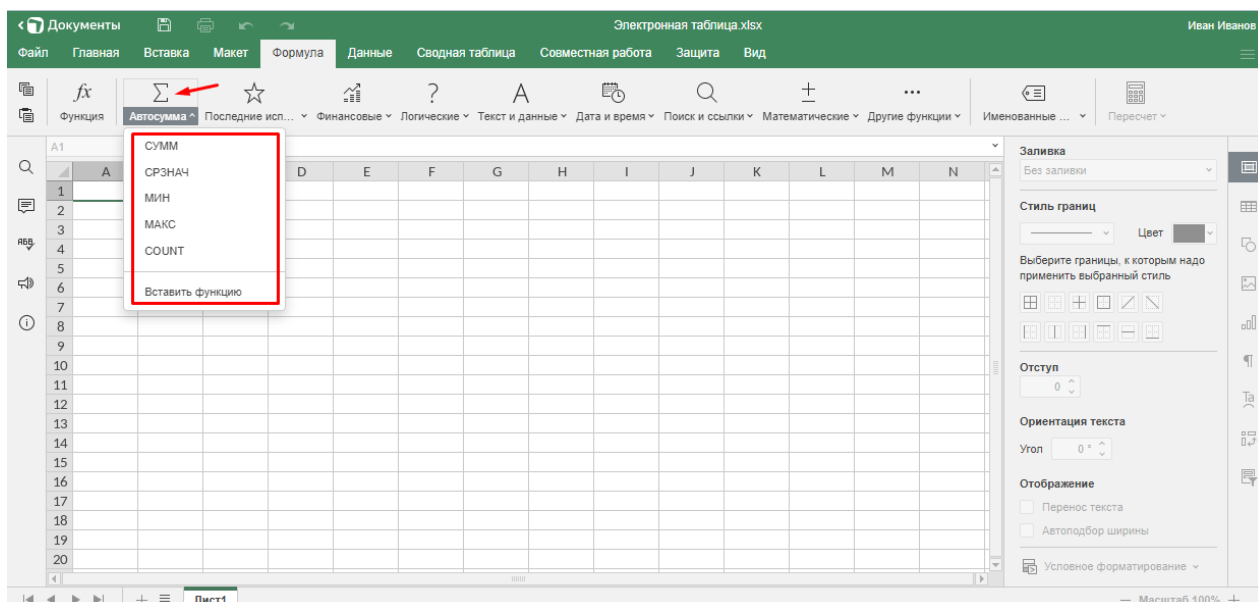 Документы Электронная таблица.xlsx Иван Иванов
Файл Главная Вставка Макет Формула Данные Сводная таблица Совместная работа Защита Вид
Функция Автосумма Последние исп... Финансовые Логические Текст и данные Дата и время Поиск и ссылки Математические Другие функции Именованные ... Пересчет
A1
СУММ
СРЗНАЧ
МИН
МАКС
COUNT
Вставить функцию
A D E F G H I J K L M N
1
2
3
4
5
6
7
8
9
10
11
12
13
14
15
16
17
18
19
20
Заливка
Без заливки
Стиль границ
Цвет
Выберите границы, к которым надо
применить выбранный стиль
Отступ
0
Ориентация текста
Угол 0 °
Отображение
Перенос текста
Автоподбор ширины
Условное форматирование
Лист1 Масштаб 100%